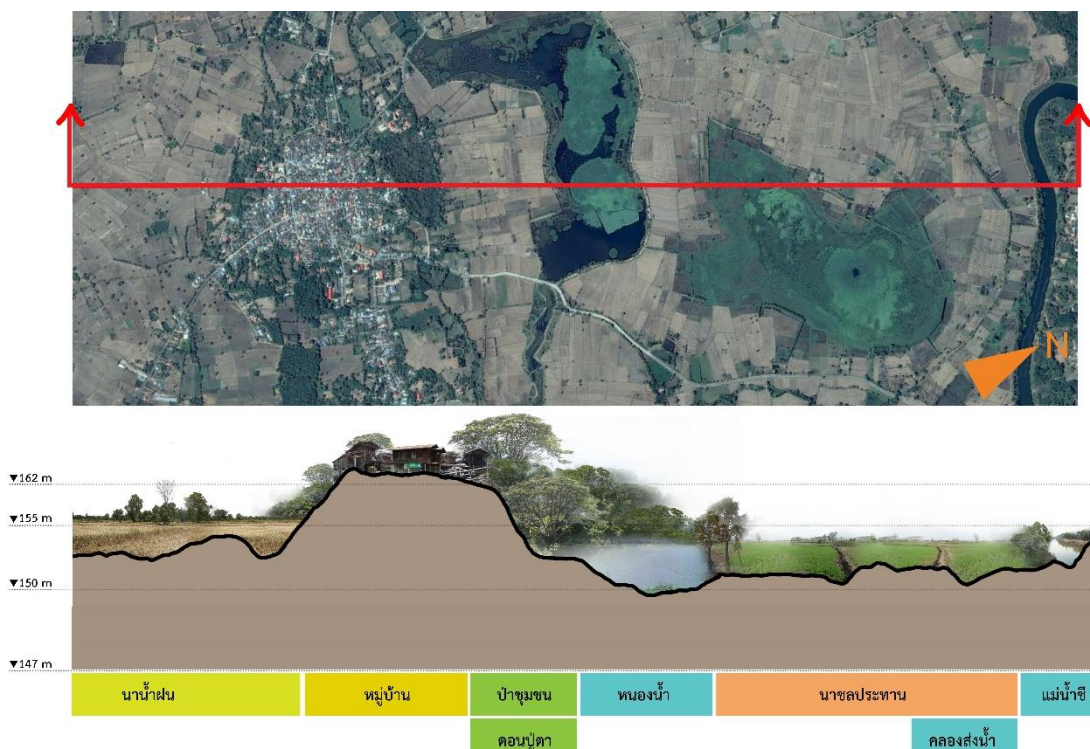 N
▼162 m
▼155 m
▼150 m
▼147 m
นาน้ำฝน
หมู่บ้าน
ป่าชุมชน
หนองน้ำ
นาชลประทาน
แม่น้ำชี
ดอนปู่ตา
คลองส่งน้ำ